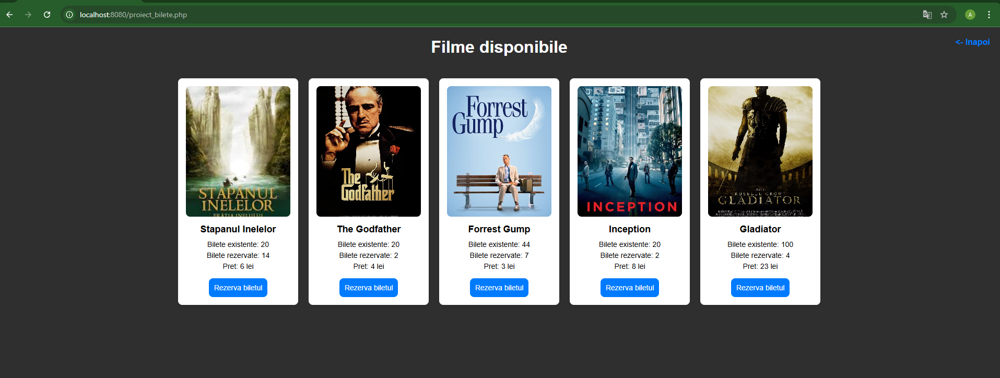 localhost:8080/proiect_bilete.php
A
Filme disponibile
<- Inapoi
STĂPÂNUL
INELELOR
FRĂȚIA INELULUI
Stapanul Inelelor
Bilete existente: 20
Bilete rezervate: 14
Pret: 6 lei
Rezerva biletul
The
Godfather
The Godfather
Bilete existente: 20
Bilete rezervate: 2
Pret: 4 lei
Rezerva biletul
Forrest
Gump
Forrest Gump
Bilete existente: 44
Bilete rezervate: 7
Pret: 3 lei
Rezerva biletul
INCEPTION
Inception
Bilete existente: 20
Bilete rezervate: 2
Pret: 8 lei
Rezerva biletul
RUSSELL CROWE
GLADIATOR
Gladiator
Bilete existente: 100
Bilete rezervate: 4
Pret: 23 lei
Rezerva biletul